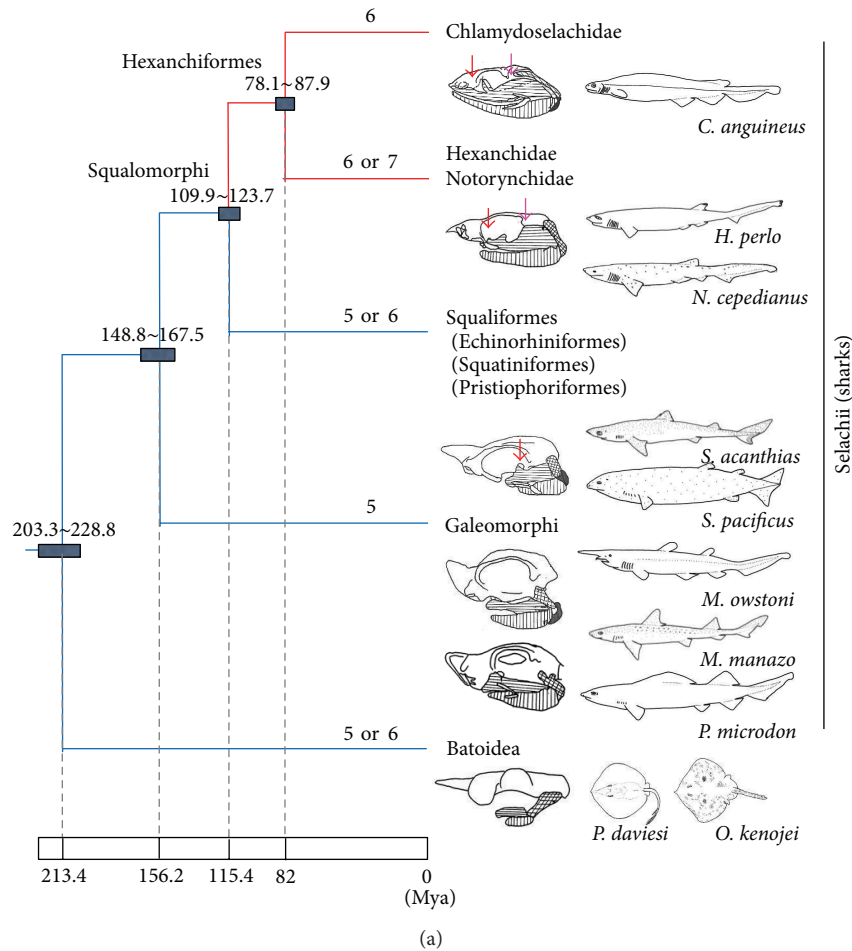 6
Chlamydoselachidae
Hexanchiformes
78.1~87.9
C. anguineus
6 or 7
Hexanchidae
Notorynchidae
Squalomorphi
109.9~123.7
H. perlo
N. cepedianus
5 or 6
Squaliformes
(Echinorhiniformes)
(Squatiniformes)
(Pristiophoriformes)
148.8~167.5
Selachii (sharks)
S. acanthias
S. pacificus
5
Galeomorphi
203.3~228.8
M. owstoni
M. manazo
P. microdon
5 or 6
Batoidea
P. daviesi
O. kenojei
213.4 156.2 115.4 82 0
(Mya)
(a)